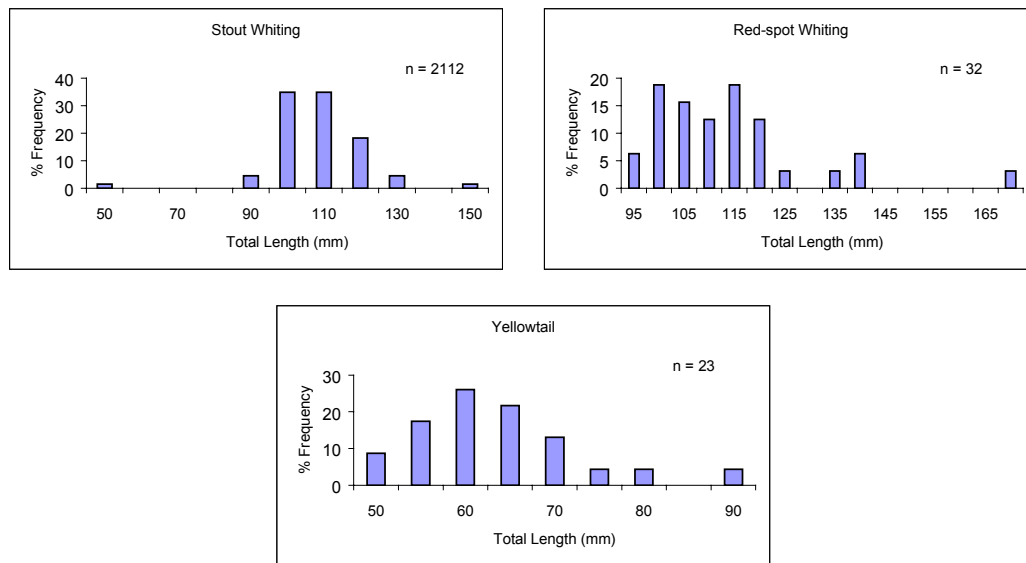 Stout Whiting
n = 2112
% Frequency
40
30
20
10
0
50 70 90 110 130 150
Total Length (mm)
Red-spot Whiting
n = 32
% Frequency
20
15
10
5
0
95 105 115 125 135 145 155 165
Total Length (mm)
Yellowtail
n = 23
% Frequency
30
20
10
0
50 60 70 80 90
Total Length (mm)